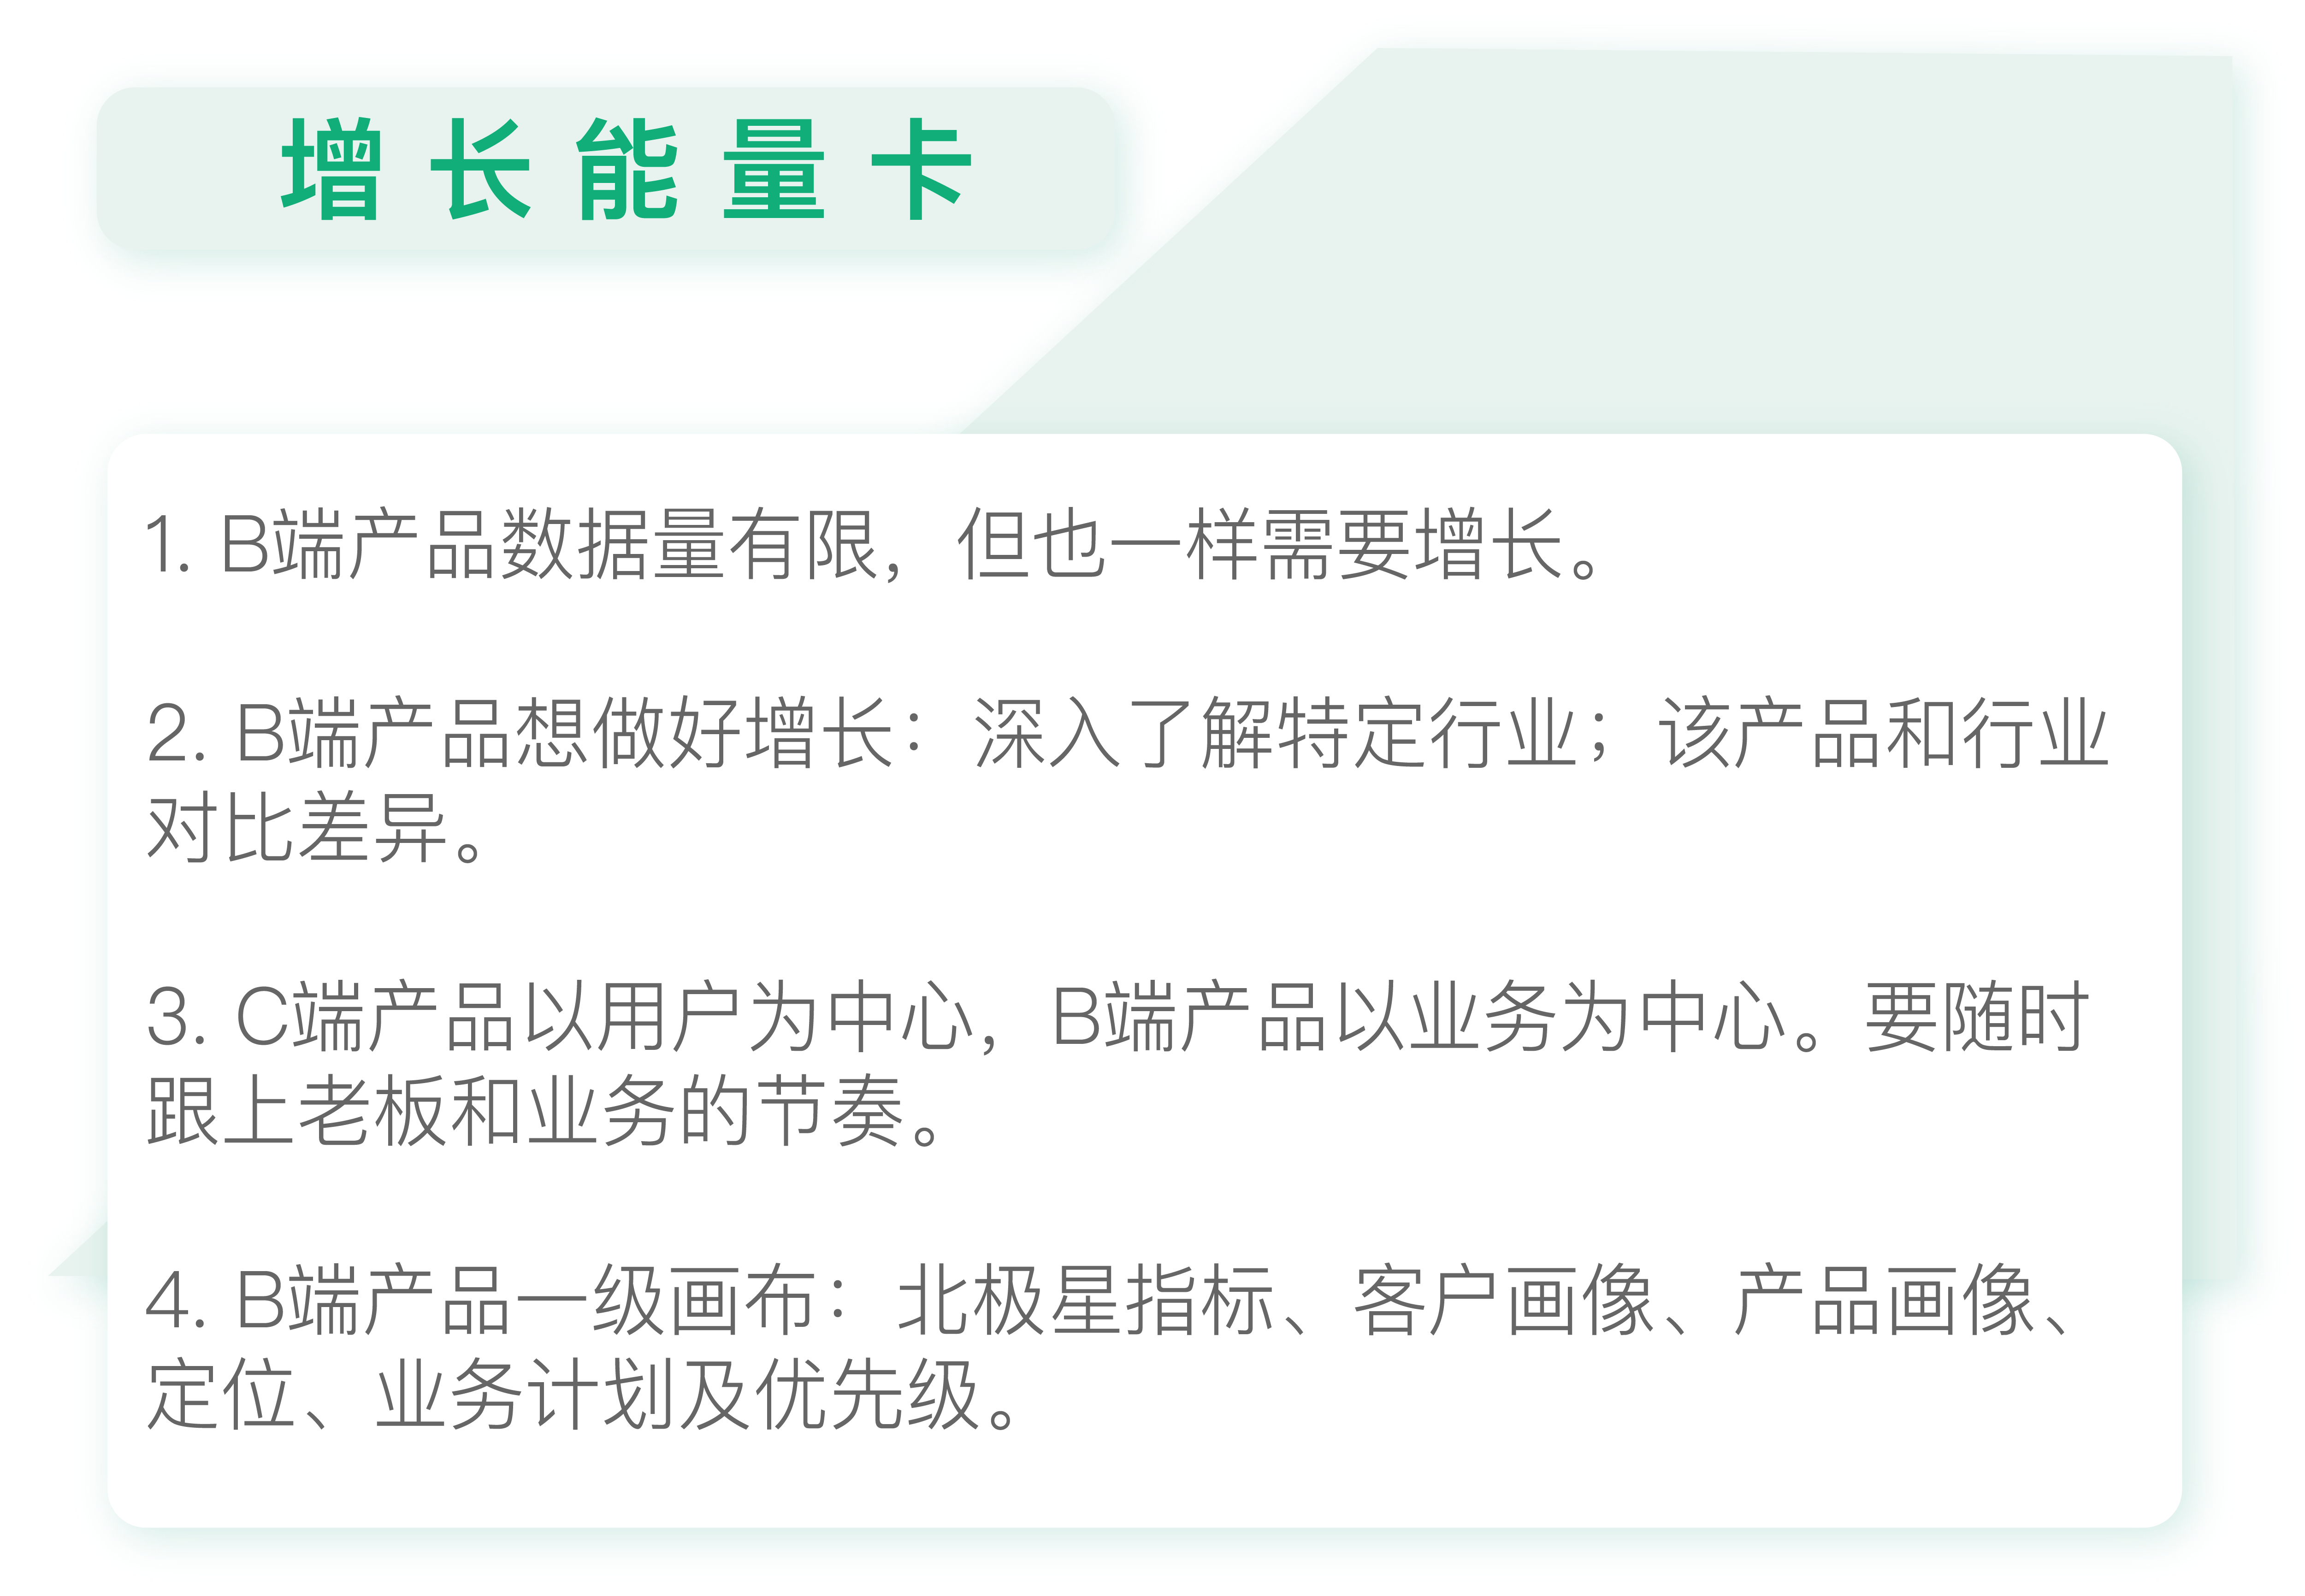 增长能量卡
1. B端产品数据量有限，但也一样需要增长。
2. B端产品想做好增长：深入了解特定行业；该产品和行业
对比差异。
3. C端产品以用户为中心，B端产品以业务为中心。要随时
跟上老板和业务的节奏。
4. B端产品一级画布：北极星指标、客户画像、产品画像、
定位、业务计划及优先级。